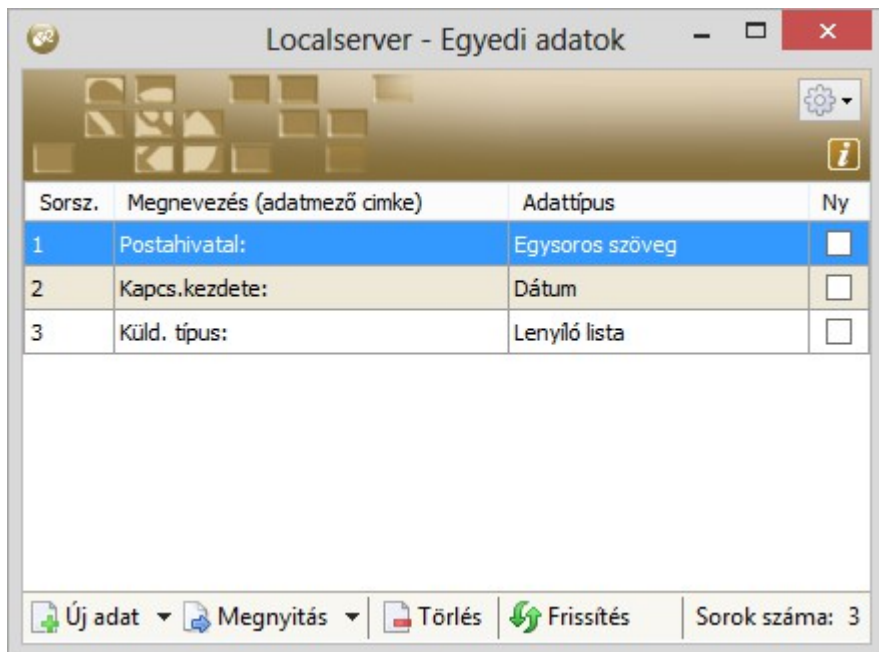 Localserver - Egyedi adatok
Sorsz. Megnevezés (adatmező cimke) Adattípus Ny
1 Postahivatal: Egysoros szöveg
2 Kapcs.kezdete: Dátum
3 Küld. típus: Lenyíló lista
Új adat Megnyitás Törlés Frissítés Sorok száma: 3